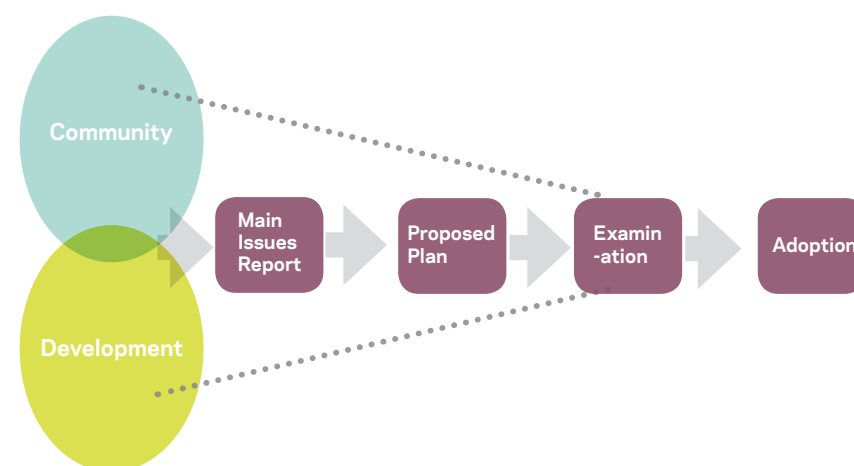 Community
Main
Issues
Report
Proposed
Plan
Examin
-ation
Adoption
Development